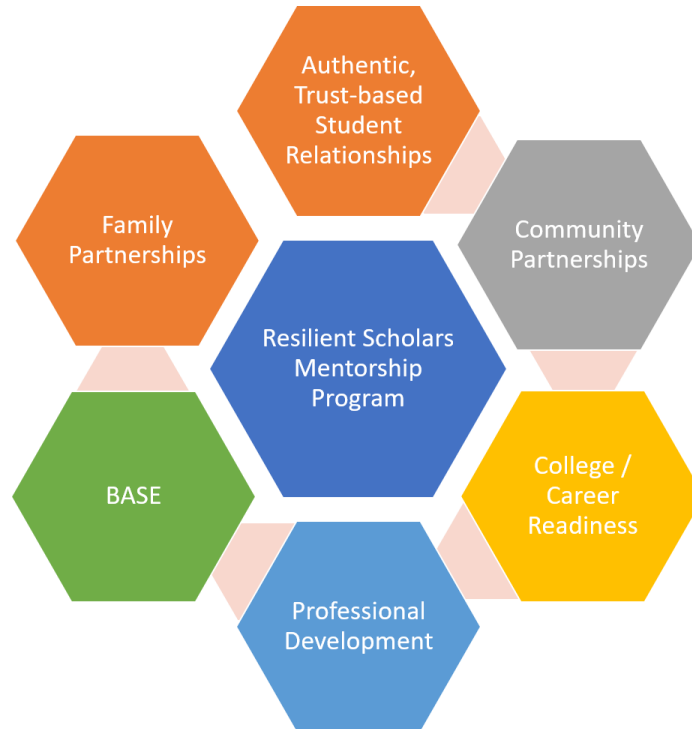 Authentic,
Trust-based
Student
Relationships
Family
Partnerships
Community
Partnerships
Resilient Scholars
Mentorship
Program
BASE
College /
Career
Readiness
Professional
Development